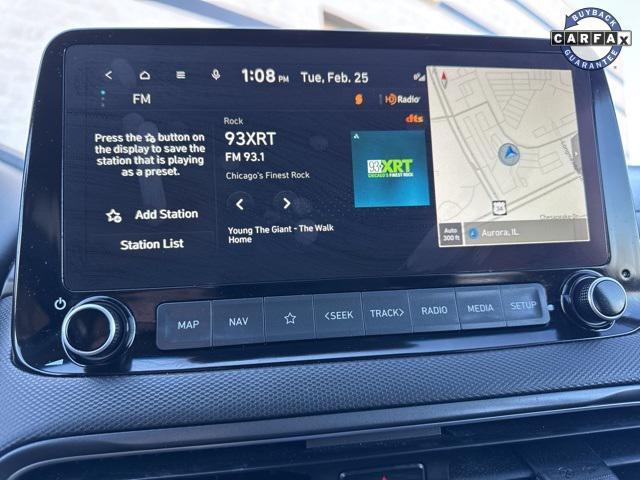 BUYBACK
CARFAX
GUARANTEE
1:08 PM Tue, Feb. 25
FM
HD Radio
dts
Press the ☆ button on
the display to save the
station that is playing
as a preset.
Add Station
Station List
Rock
93XRT
FM 93.1
Chicago's Finest Rock
Young The Giant - The Walk
Home
93XRT
CHICAGO'S FINEST ROCK
34
Auto
300 ft
Aurora, IL
MAP NAV ☆ <SEEK TRACK> RADIO MEDIA SETUP